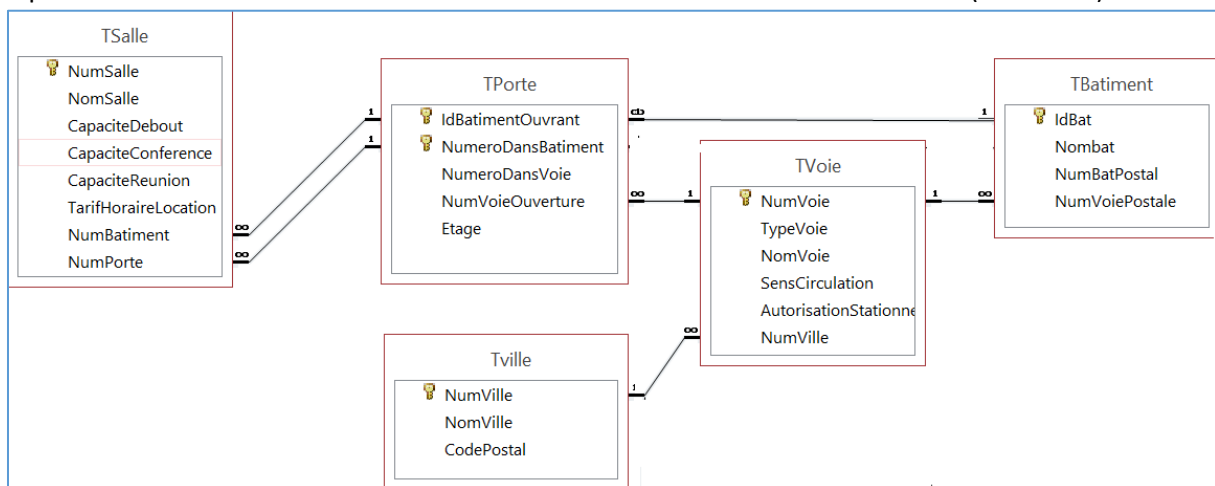 TSalle
NumSalle
NomSalle
CapaciteDebout
CapaciteConference
CapaciteReunion
TarifHoraireLocation
NumBatiment
NumPorte
TPorte
IdBatimentOuvrant
NumeroDansBatiment
NumeroDansVoie
NumVoieOuverture
Etage
TVoie
NumVoie
TypeVoie
NomVoie
SensCirculation
AutorisationStationne
NumVille
TBatiment
IdBat
Nombat
NumBatPostal
NumVoiePostale
Tville
NumVille
NomVille
CodePostal
1
1
∞
∞
1
∞
1
1
∞
∞
1